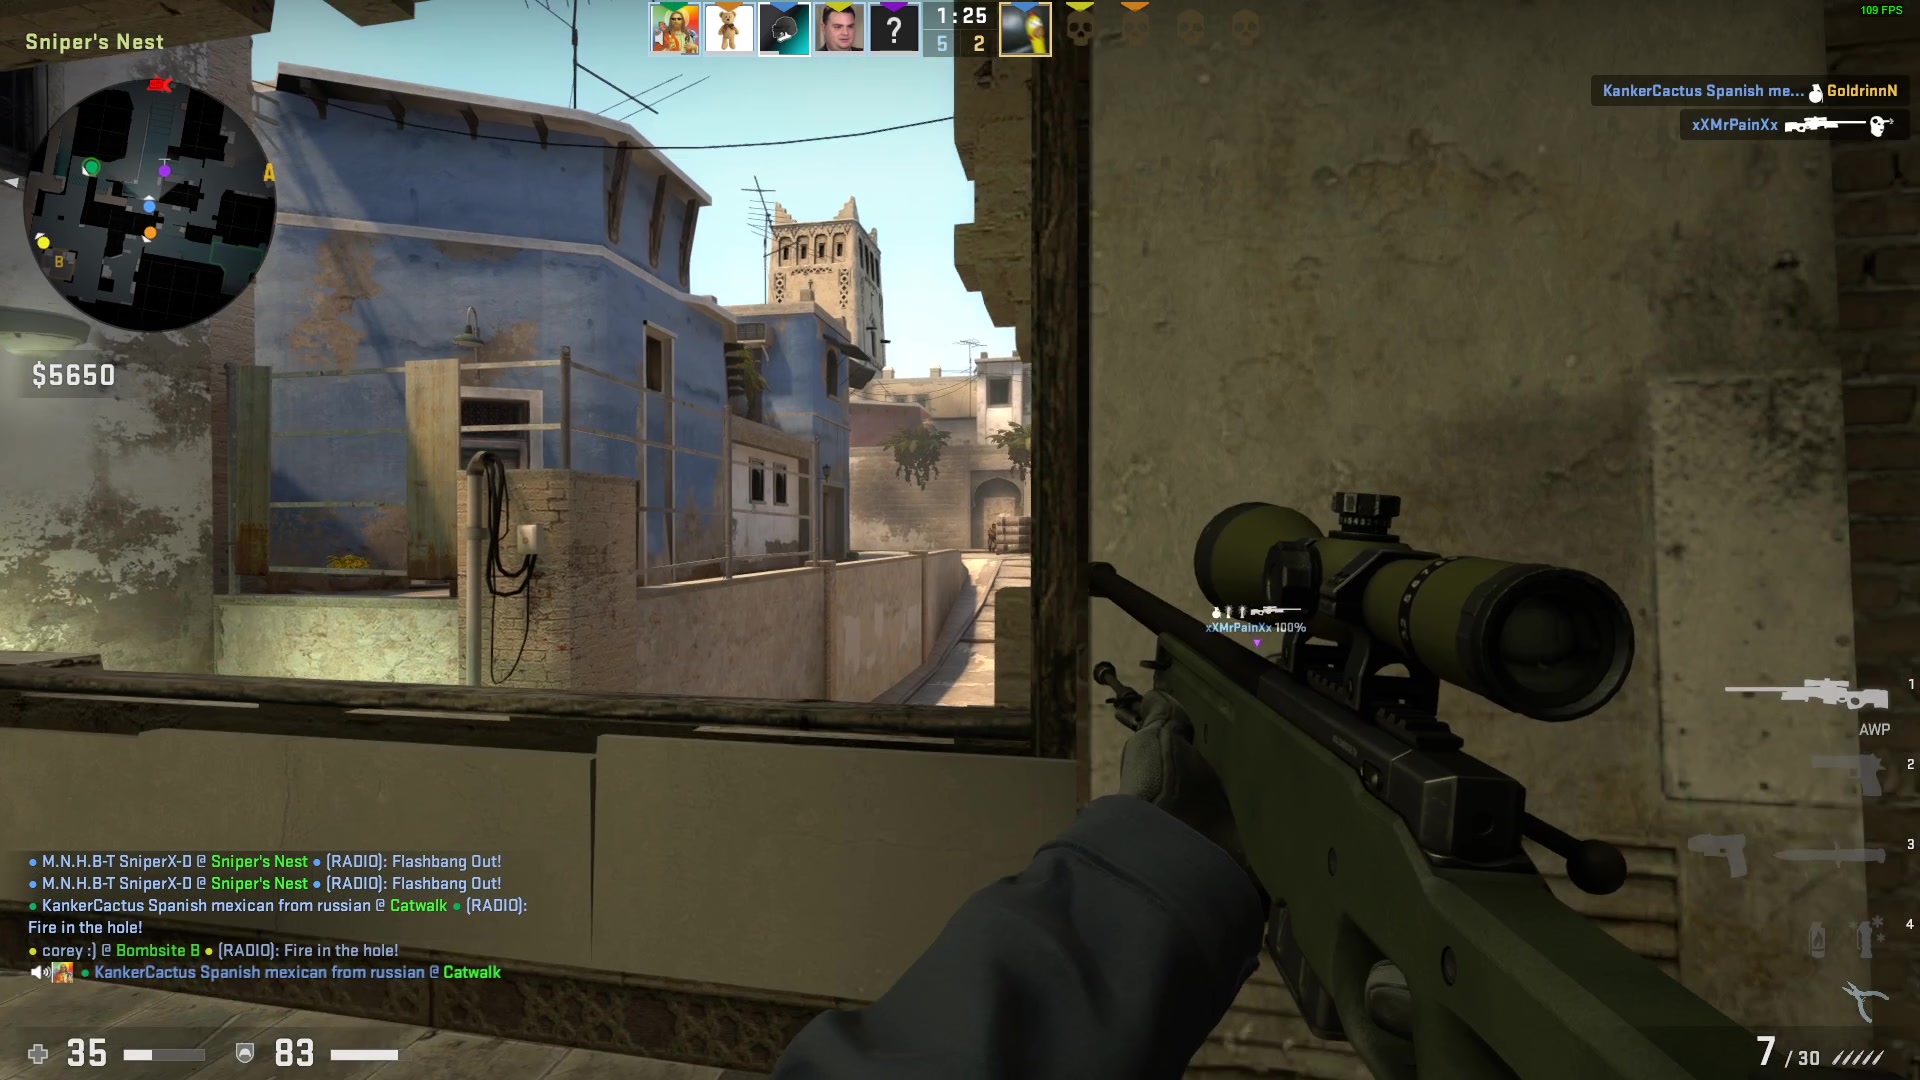 109 FPS
Sniper's Nest
?
1:25
5 2
KankerCactus Spanish me... GoldrinnN
xXMrPainXx
A
B
$5650
xXMrPainXx 100%
1
AWP
2
3
4
● M.N.H.B-T SniperX-D @ Sniper's Nest ● (RADIO): Flashbang Out!
● M.N.H.B-T SniperX-D @ Sniper's Nest ● (RADIO): Flashbang Out!
● KankerCactus Spanish mexican from russian @ Catwalk ● (RADIO):
Fire in the hole!
● corey :) @ Bombsite B ● (RADIO): Fire in the hole!
● KankerCactus Spanish mexican from russian @ Catwalk
35 83
7 / 30